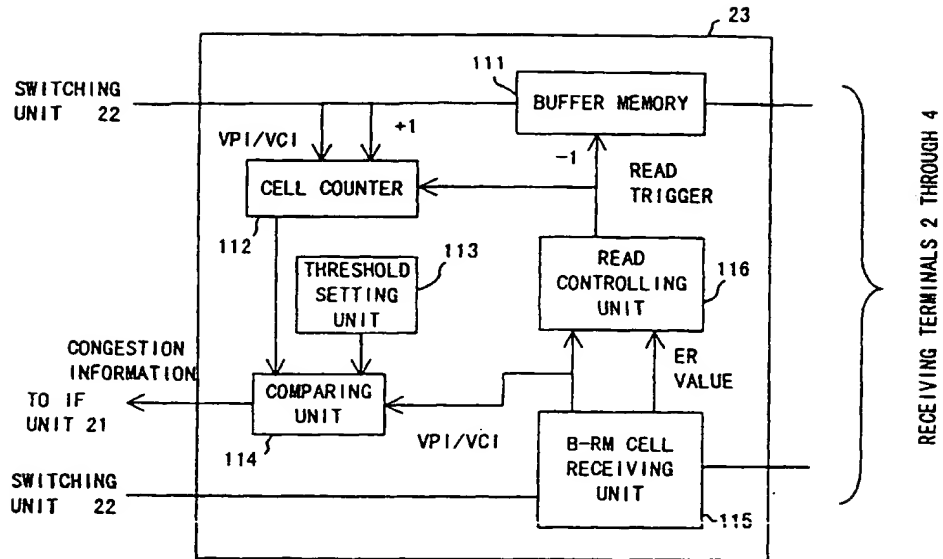 23
SWITCHING
UNIT 22
111
BUFFER MEMORY
VPI/VCI
+1
-1
READ
TRIGGER
CELL COUNTER
112
113
THRESHOLD
SETTING
UNIT
READ
CONTROLLING
UNIT
116
CONGESTION
INFORMATION
TO IF
UNIT 21
COMPARING
UNIT
114
ER
VALUE
VPI/VCI
B-RM CELL
RECEIVING
UNIT
115
SWITCHING
UNIT 22
RECEIVING TERMINALS 2 THROUGH 4